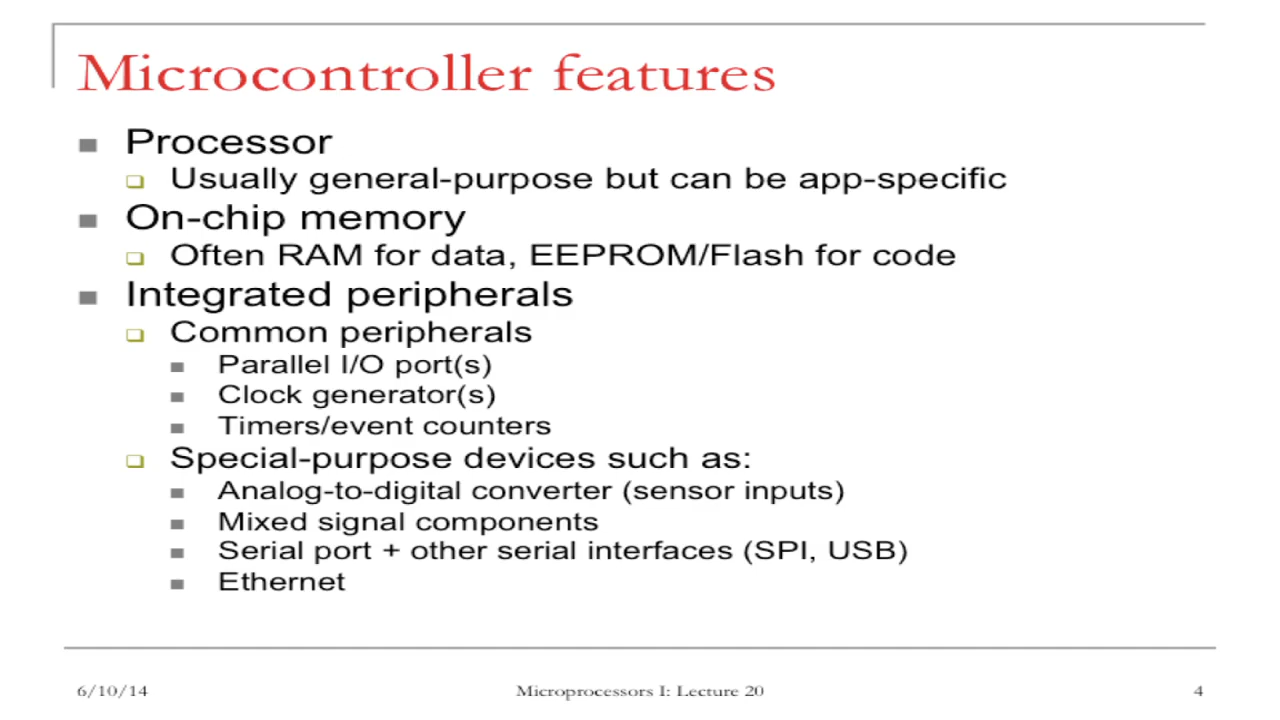 Microcontroller features
Processor
Usually general-purpose but can be app-specific
On-chip memory
Often RAM for data, EEPROM/Flash for code
Integrated peripherals
Common peripherals
Parallel I/O port(s)
Clock generator(s)
Timers/event counters
Special-purpose devices such as:
Analog-to-digital converter (sensor inputs)
Mixed signal components
Serial port + other serial interfaces (SPI, USB)
Ethernet
6/10/14
Microprocessors I: Lecture 20
4